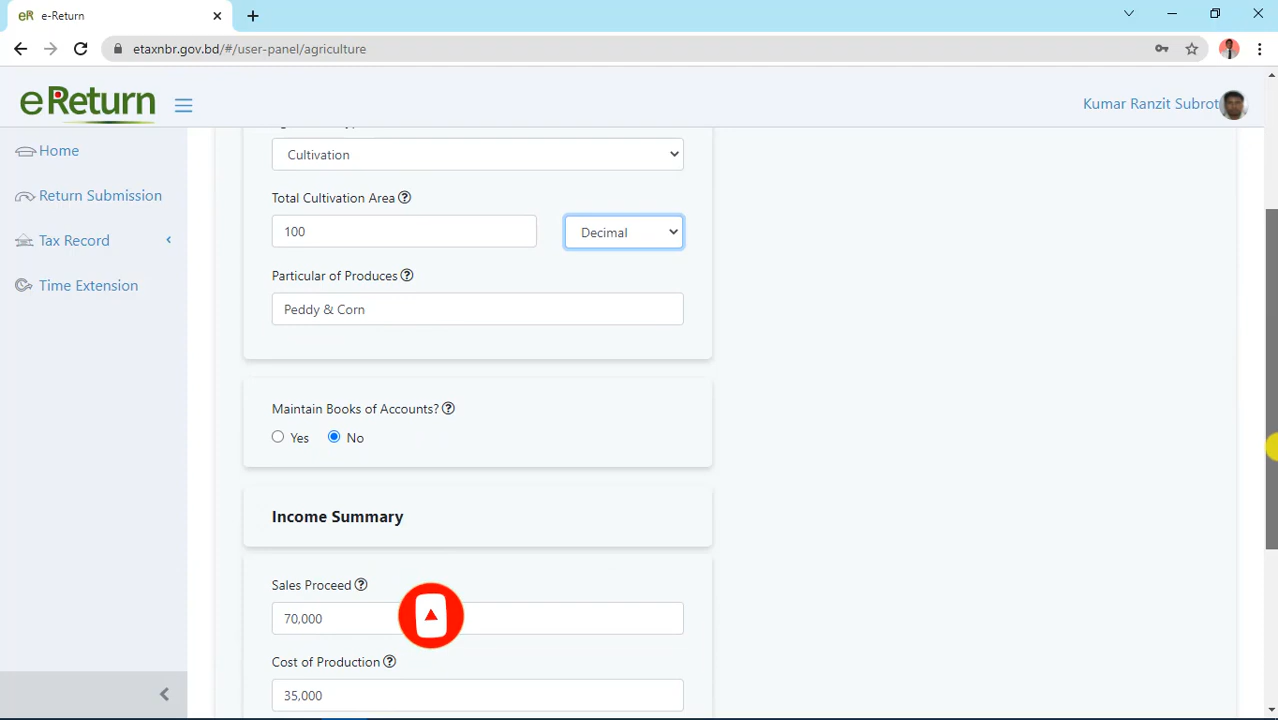 eR e-Return
etaxnbr.gov.bd/#/user-panel/agriculture
eReturn
Kumar Ranzit Subrot
Home
Return Submission
Tax Record
Time Extension
Cultivation
Total Cultivation Area
100
Decimal
Particular of Produces
Peddy & Corn
Maintain Books of Accounts?
Yes No
Income Summary
Sales Proceed
70,000
Cost of Production
35,000